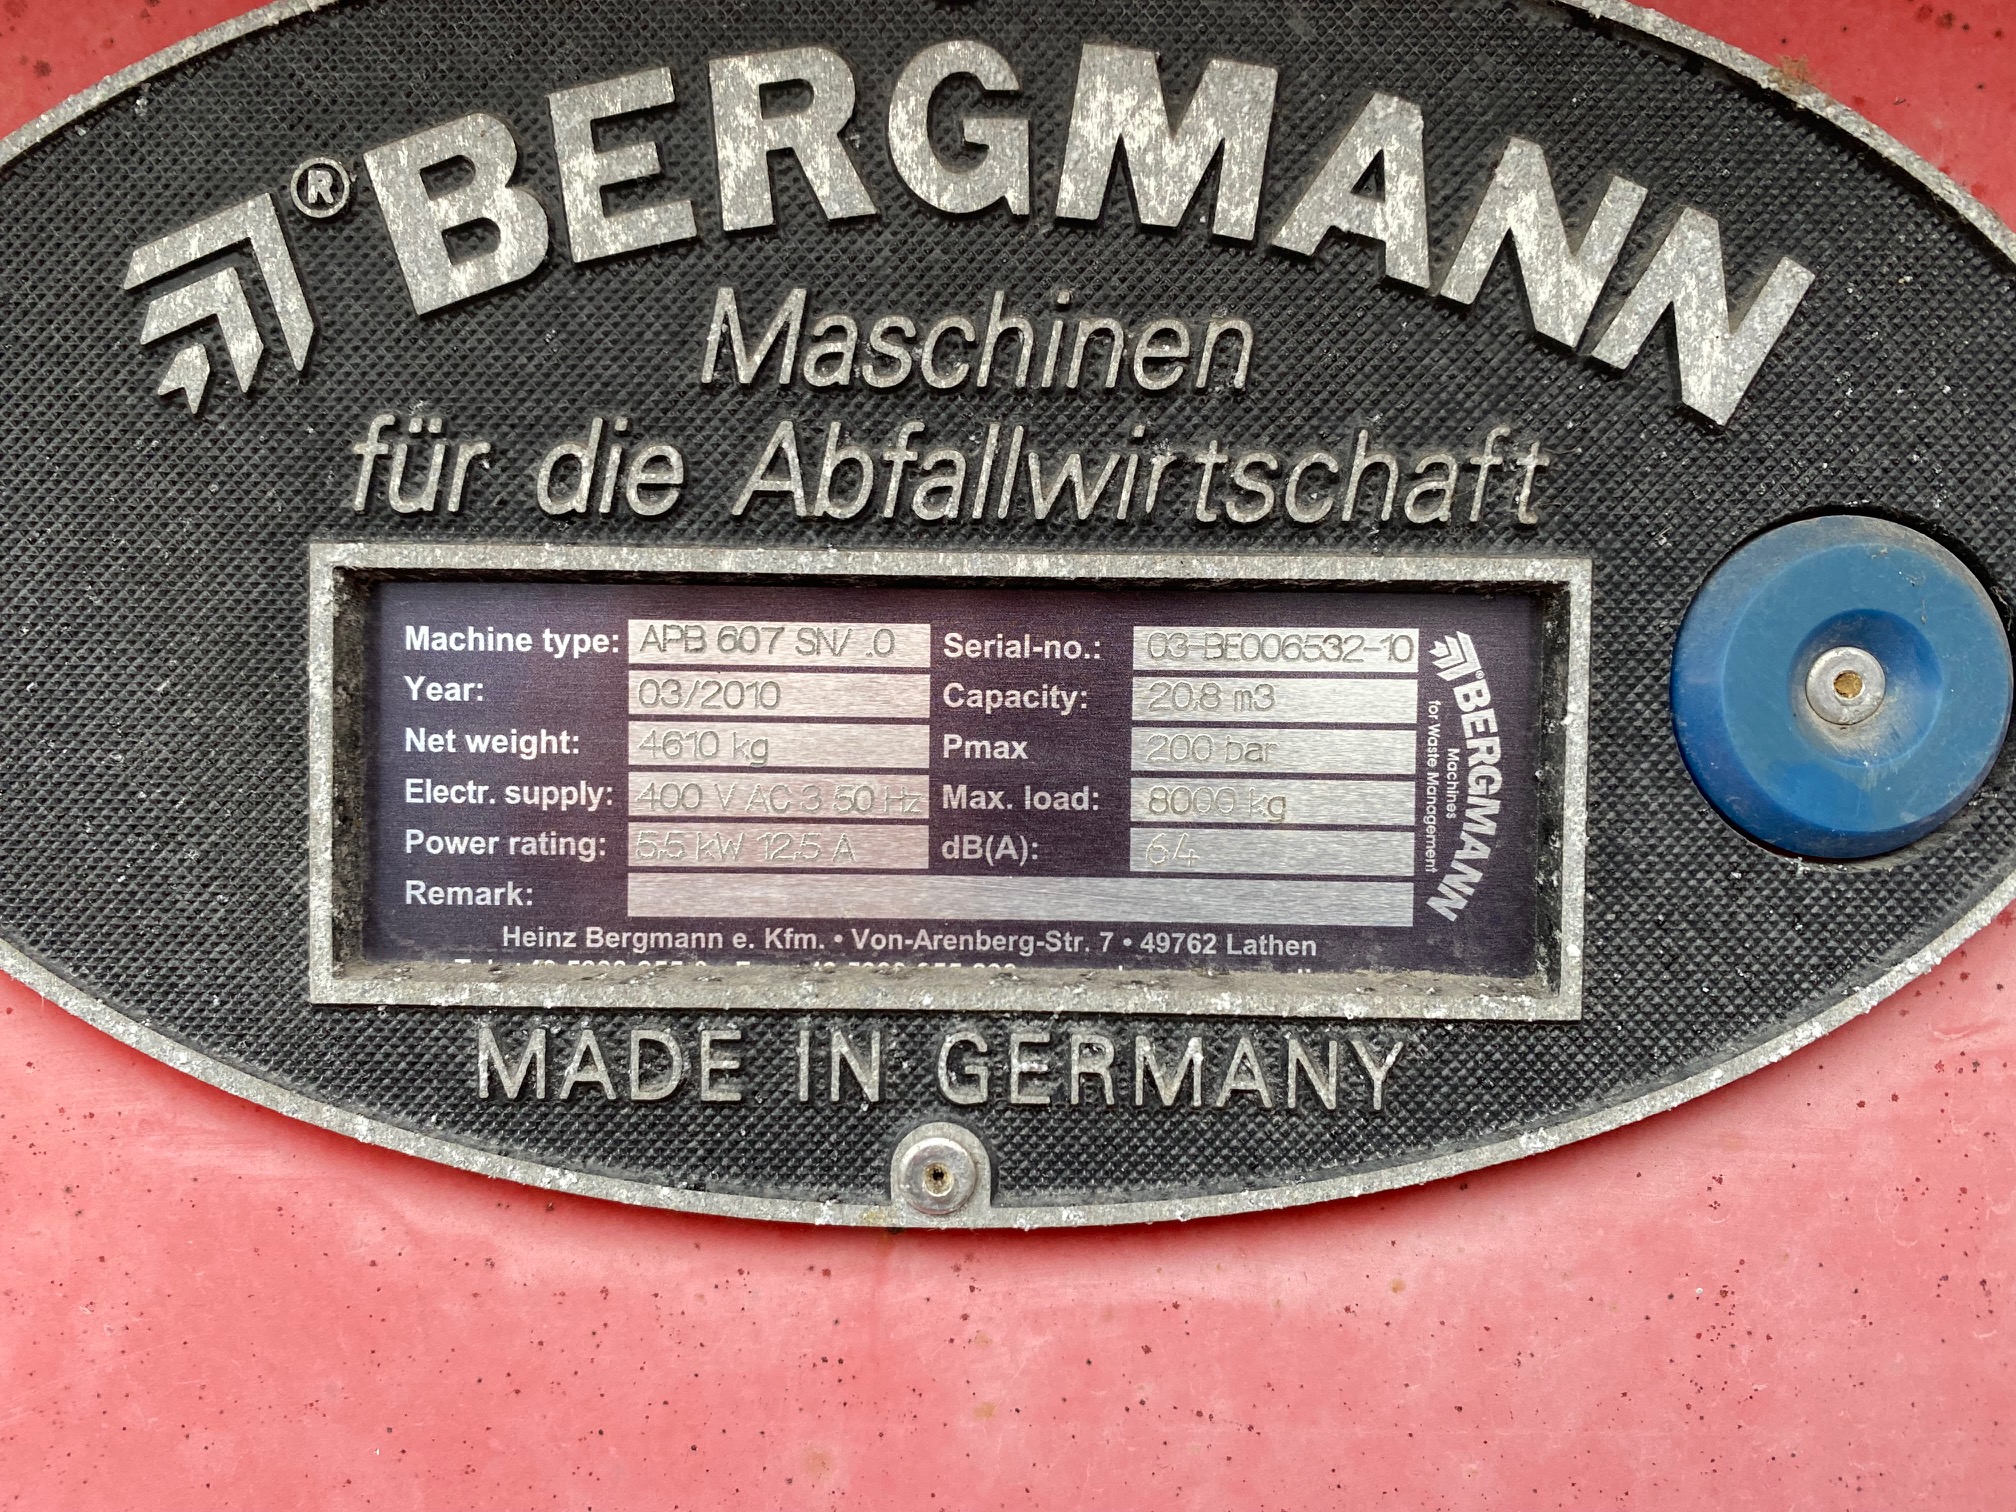 ® BERGMANN
Maschinen
für die Abfallwirtschaft
Machine type: APB 607 SN/ .0 Serial-no.: 03-BE006532-10
Year: 03/2010 Capacity: 20,8 m3
Net weight: 4610 kg Pmax 200 bar
Electr. supply: 400 V AC 3 50 Hz Max. load: 8000 kg
Power rating: 5,5 kW 12,5 A dB(A): 64
Remark:
Heinz Bergmann e. Kfm. • Von-Arenberg-Str. 7 • 49762 Lathen
® BERGMANN
Machines
for Waste Management
MADE IN GERMANY